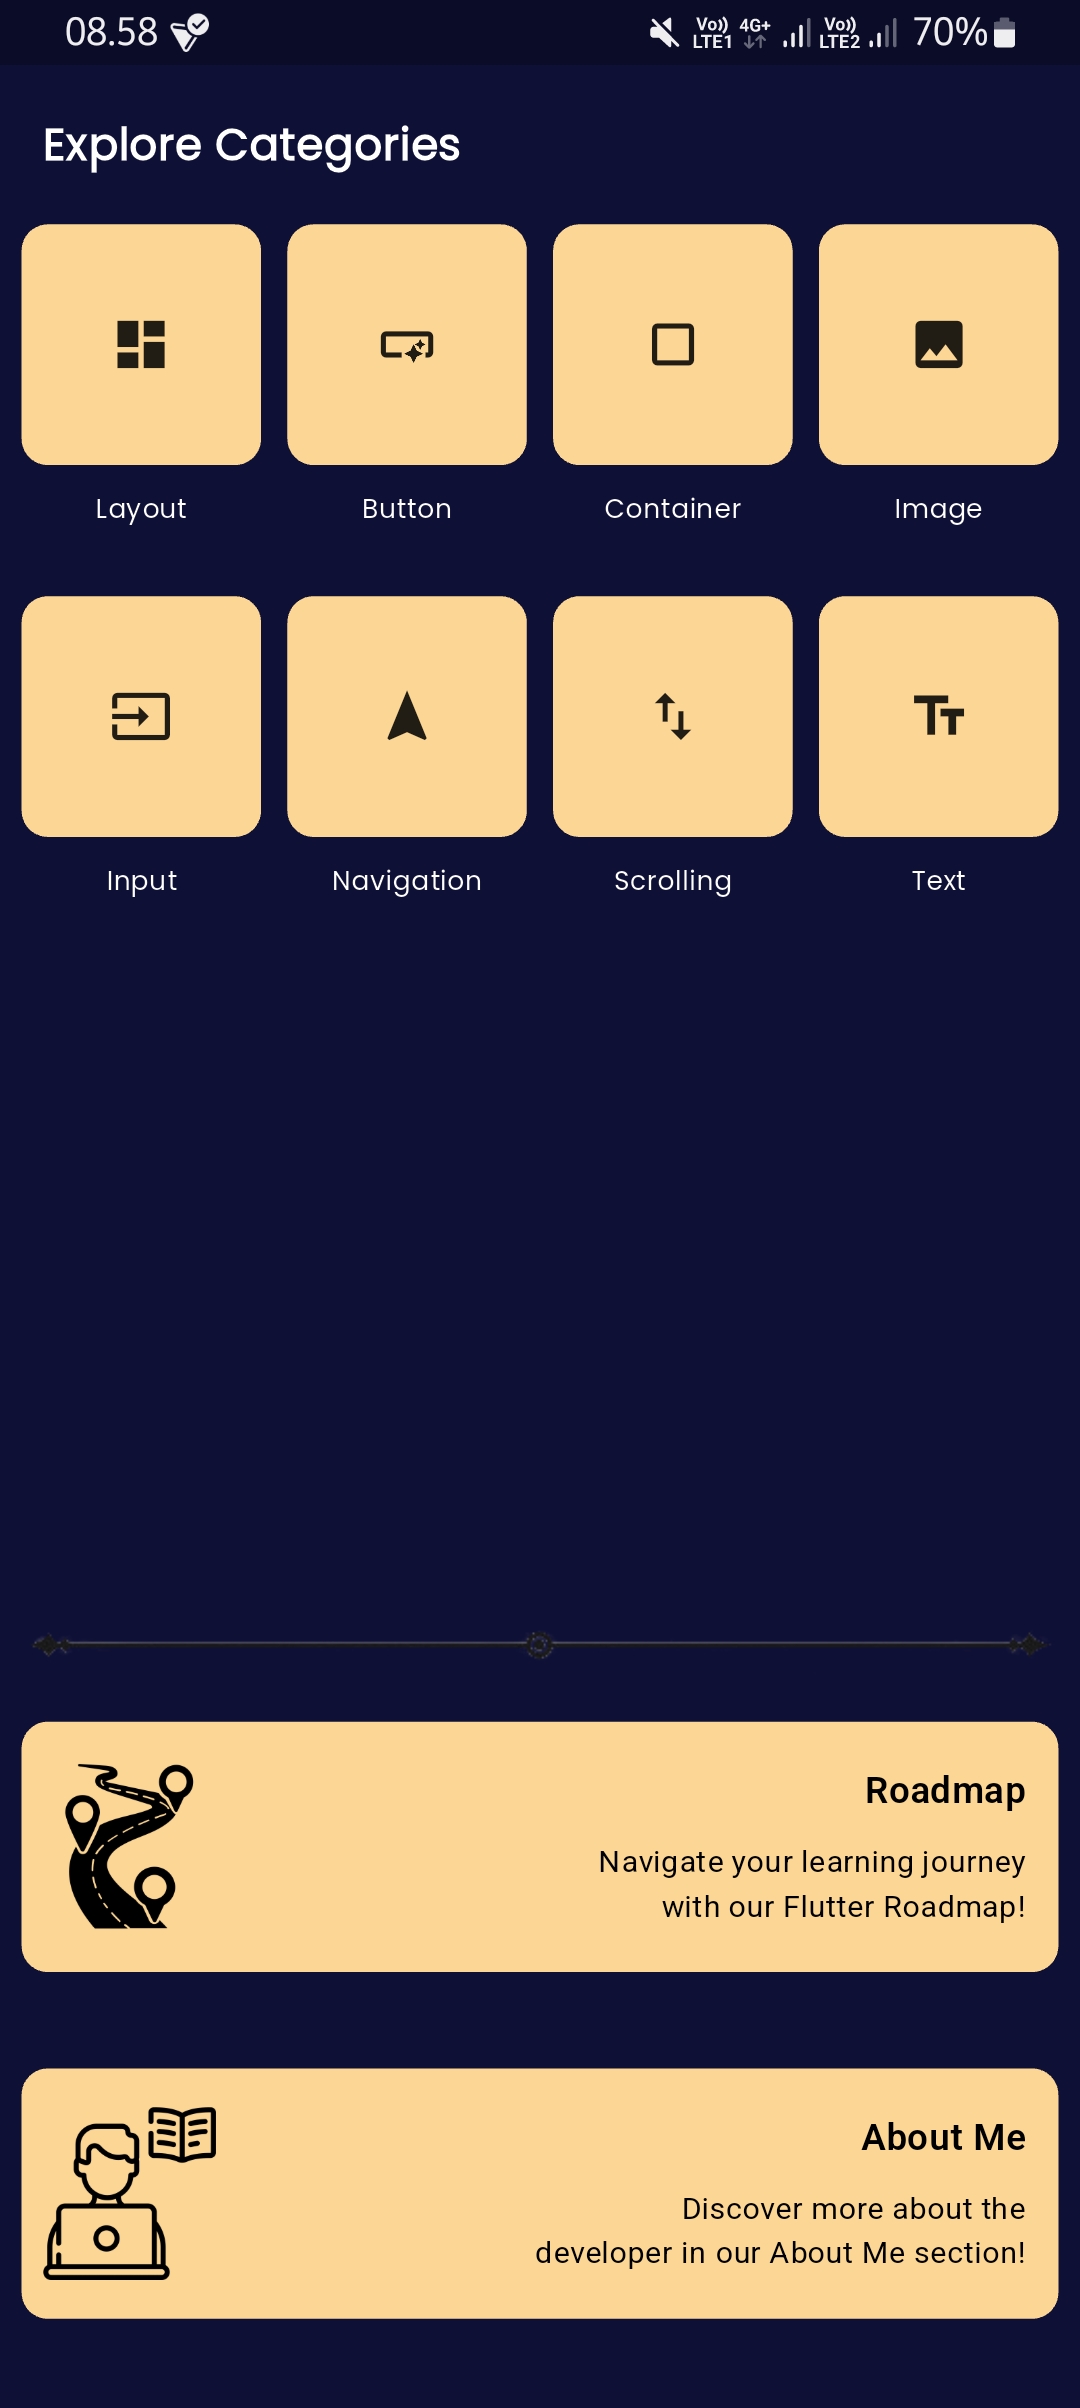 08.58
Vo)) LTE1 4G+ Vo)) LTE2 70%
Explore Categories
Layout Button Container Image
Input Navigation Scrolling Text
Roadmap
Navigate your learning journey
with our Flutter Roadmap!
About Me
Discover more about the
developer in our About Me section!